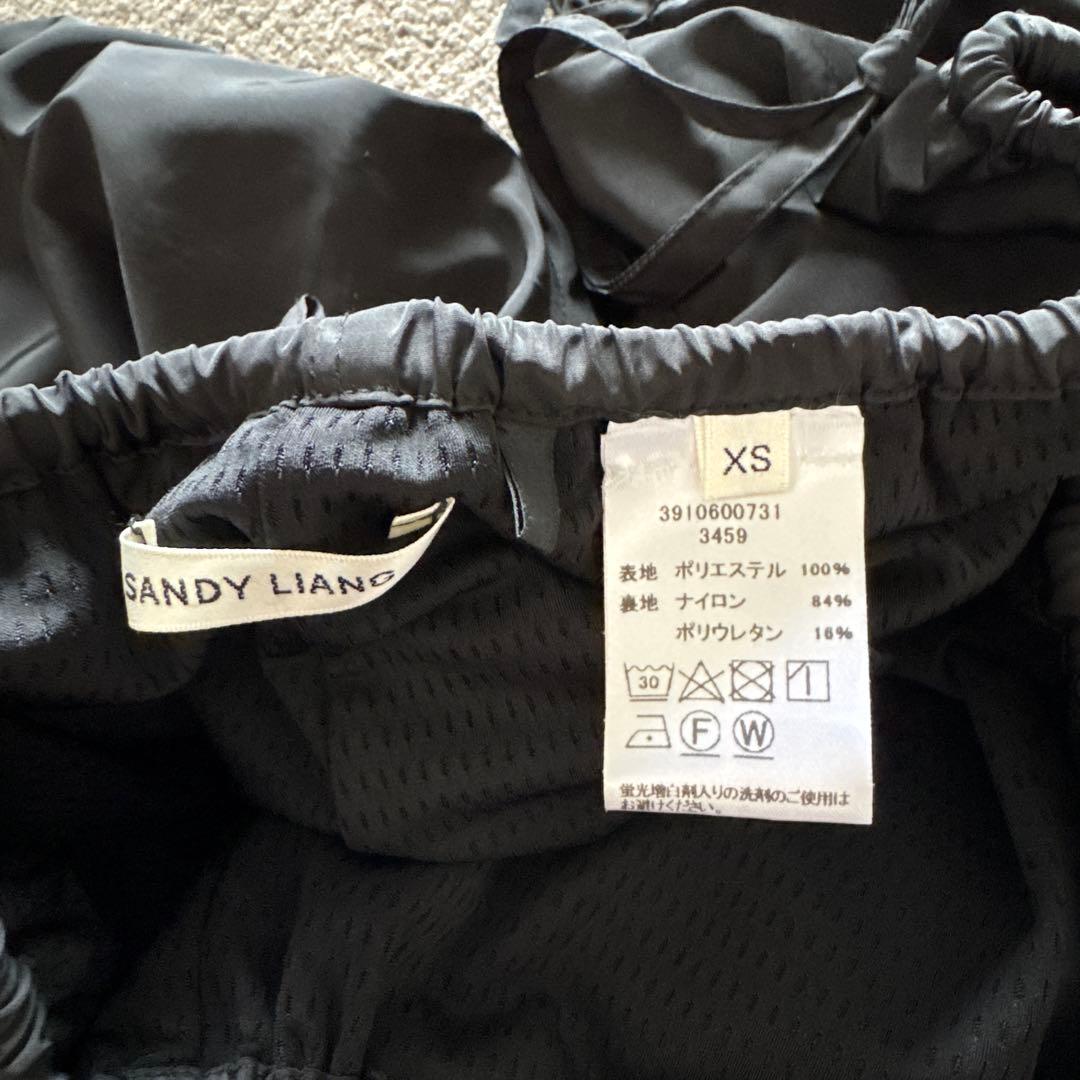 SANDY LIANG
XS
3910600731
3459
表地 ポリエステル 100%
裏地 ナイロン 84%
ポリウレタン 16%
30
F W
蛍光増白剤入りの洗剤のご使用は
お避けください。